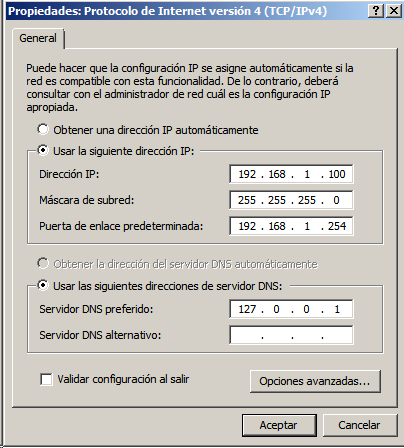 Propiedades: Protocolo de Internet versión 4 (TCP/IPv4)
General
Puede hacer que la configuración IP se asigne automáticamente si la
red es compatible con esta funcionalidad. De lo contrario, deberá
consultar con el administrador de red cuál es la configuración IP
apropiada.
Obtener una dirección IP automáticamente
Usar la siguiente dirección IP:
Dirección IP: 192 . 168 . 1 . 100
Máscara de subred: 255 . 255 . 255 . 0
Puerta de enlace predeterminada: 192 . 168 . 1 . 254
Obtener la dirección del servidor DNS automáticamente
Usar las siguientes direcciones de servidor DNS:
Servidor DNS preferido: 127 . 0 . 0 . 1
Servidor DNS alternativo: . . .
Validar configuración al salir
Opciones avanzadas...
Aceptar
Cancelar